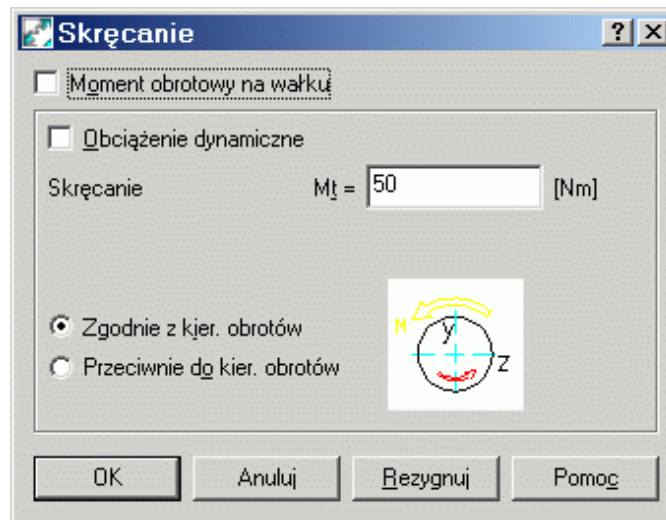 Skręcanie
Moment obrotowy na wałku
Obciążenie dynamiczne
Skręcanie Mt = 50 [Nm]
M y
Zgodnie z kjer. obrotów
z
Przeciwnie do kier. obrotów
OK Anuluj Rezygnuj Pomoc